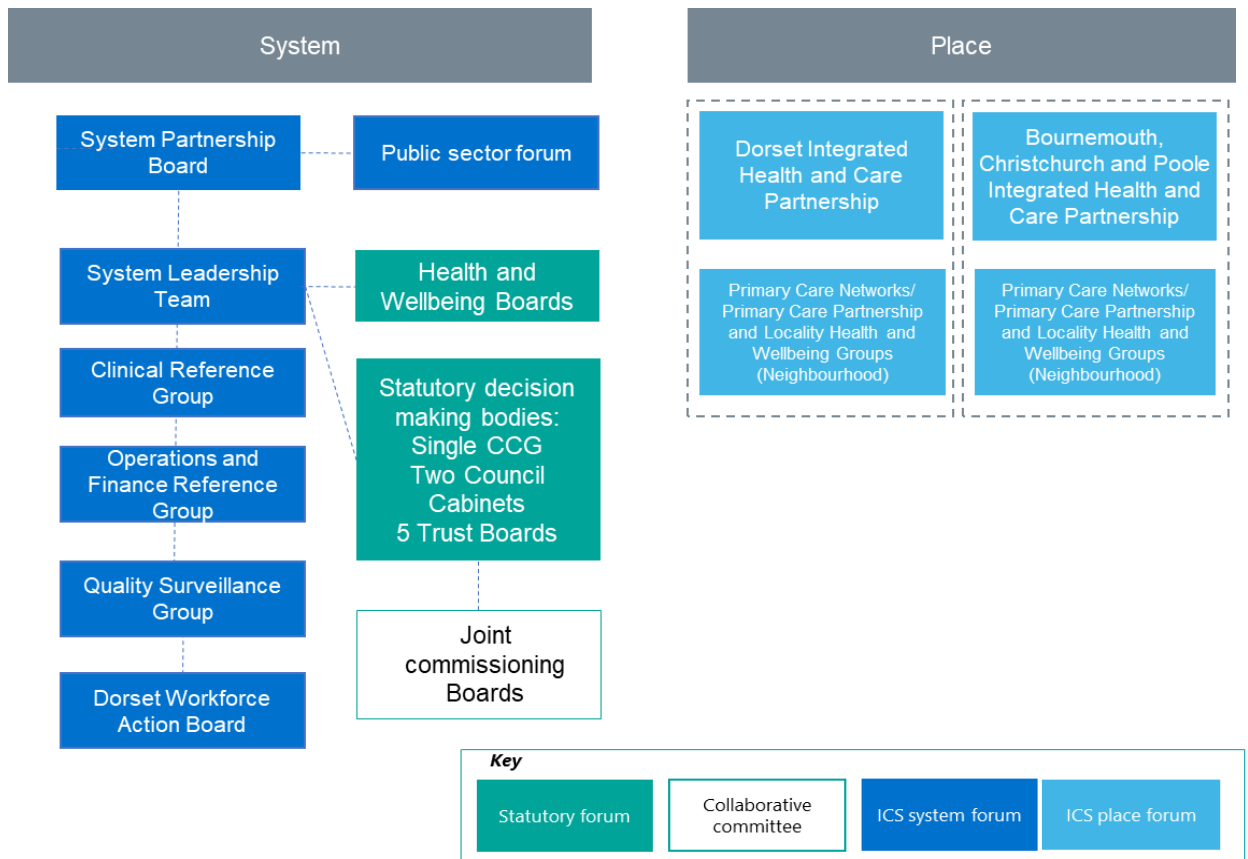 System
Place
System Partnership
Board
Public sector forum
System Leadership
Team
Health and
Wellbeing Boards
Clinical Reference
Group
Statutory decision
making bodies:
Single CCG
Two Council
Cabinets
5 Trust Boards
Operations and
Finance Reference
Group
Quality Surveillance
Group
Joint
commissioning
Boards
Dorset Workforce
Action Board
Dorset Integrated
Health and Care
Partnership
Bournemouth,
Christchurch and Poole
Integrated Health and
Care Partnership
Primary Care Networks/
Primary Care Partnership
and Locality Health and
Wellbeing Groups
(Neighbourhood)
Primary Care Networks/
Primary Care Partnership
and Locality Health and
Wellbeing Groups
(Neighbourhood)
Key
Statutory forum
Collaborative
committee
ICS system forum
ICS place forum